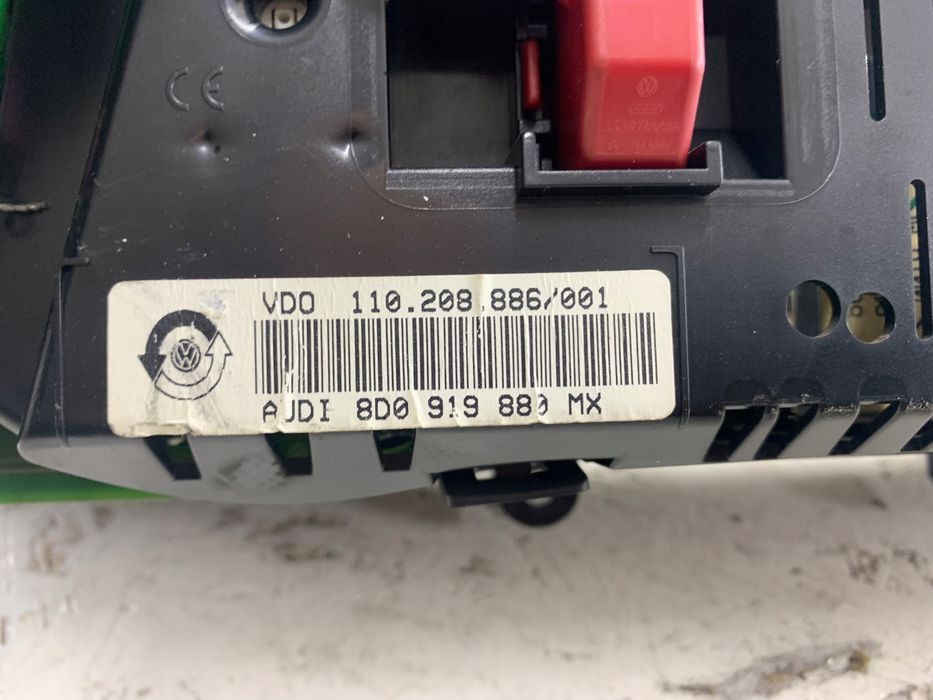 CE
VDO 110.208.886/001
AUDI 8D0 919 880 MX